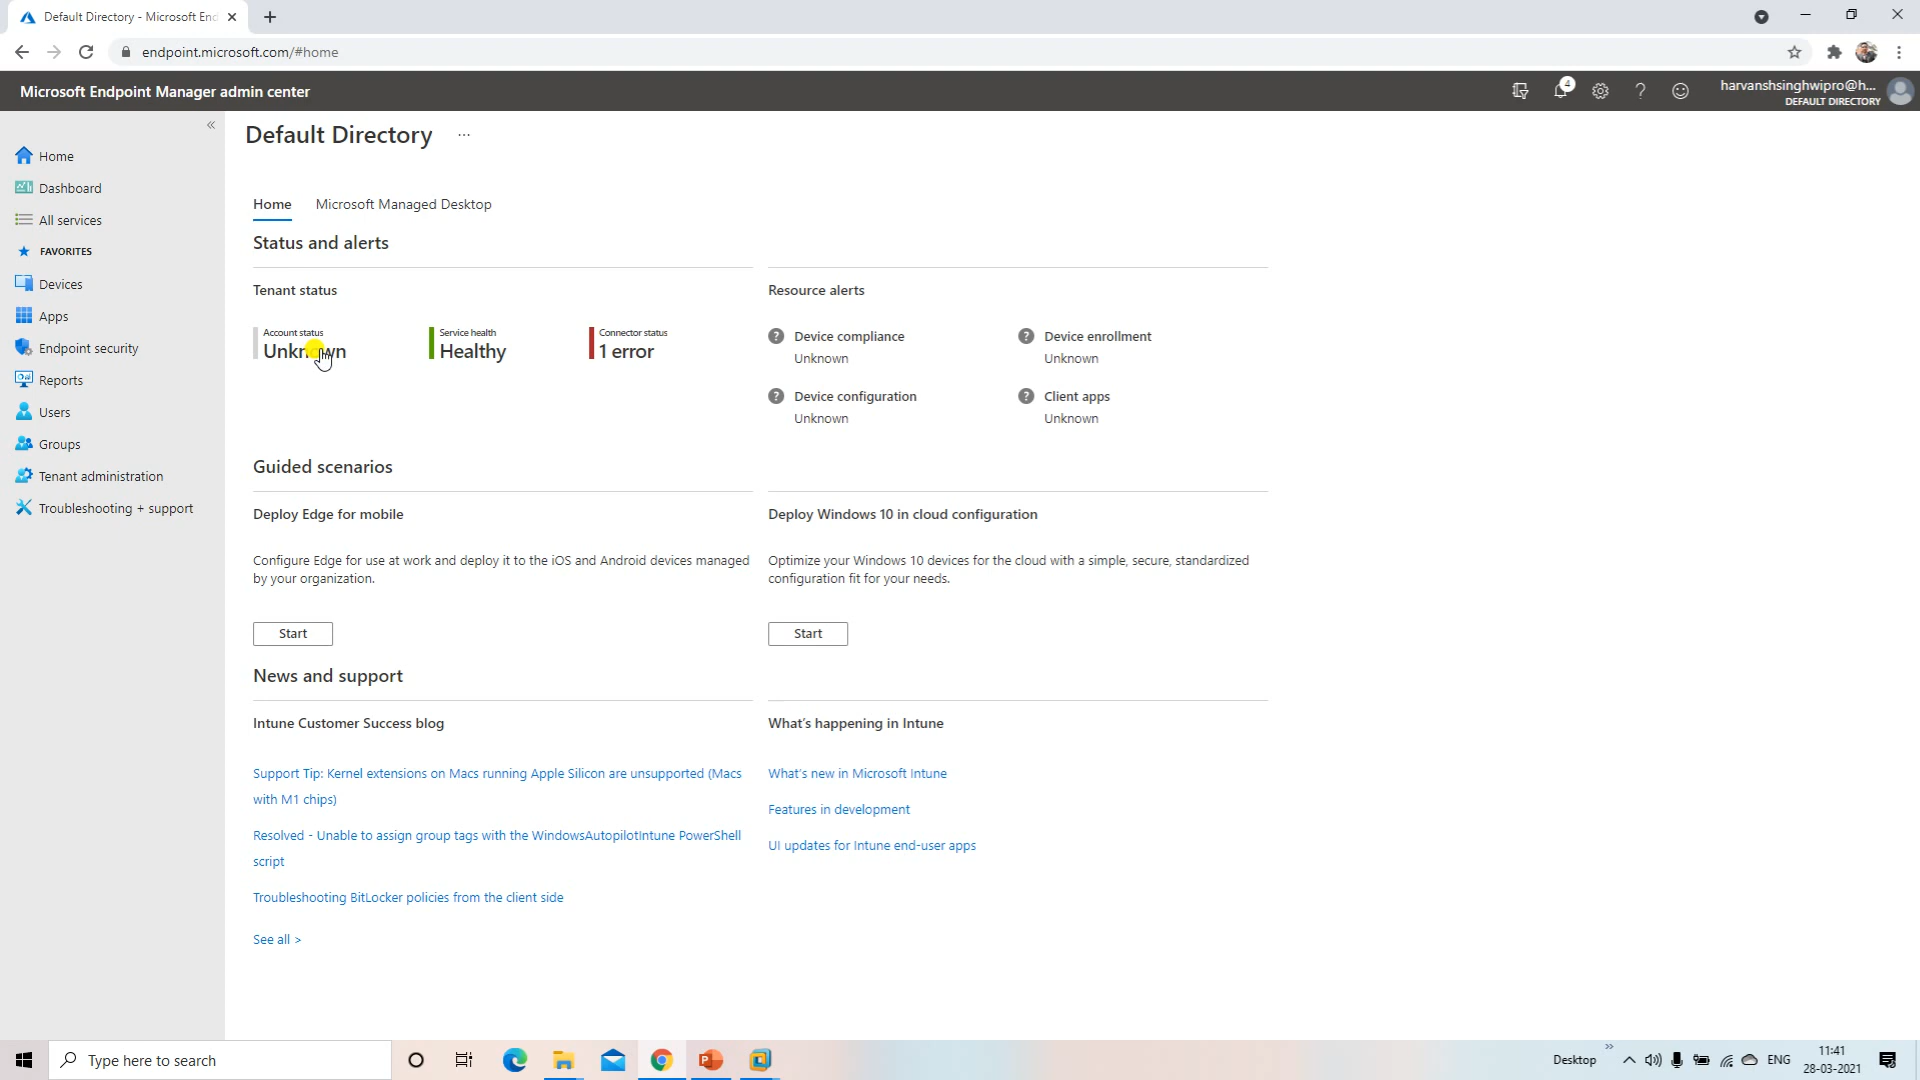 Default Directory - Microsoft End
endpoint.microsoft.com/#home
Microsoft Endpoint Manager admin center
4
harvanshsinghwipro@h...
DEFAULT DIRECTORY
Default Directory ...
Home
Dashboard
All services
FAVORITES
Devices
Apps
Endpoint security
Reports
Users
Groups
Tenant administration
Troubleshooting + support
Home Microsoft Managed Desktop
Status and alerts
Tenant status
Account status
Unknown
Service health
Healthy
Connector status
1 error
Resource alerts
Device compliance
Unknown
Device enrollment
Unknown
Device configuration
Unknown
Client apps
Unknown
Guided scenarios
Deploy Edge for mobile
Configure Edge for use at work and deploy it to the iOS and Android devices managed
by your organization.
Start
Deploy Windows 10 in cloud configuration
Optimize your Windows 10 devices for the cloud with a simple, secure, standardized
configuration fit for your needs.
Start
News and support
Intune Customer Success blog
Support Tip: Kernel extensions on Macs running Apple Silicon are unsupported (Macs
with M1 chips)
Resolved - Unable to assign group tags with the WindowsAutopilotIntune PowerShell
script
Troubleshooting BitLocker policies from the client side
See all >
What's happening in Intune
What's new in Microsoft Intune
Features in development
UI updates for Intune end-user apps
Type here to search
Desktop
ENG
11:41
28-03-2021